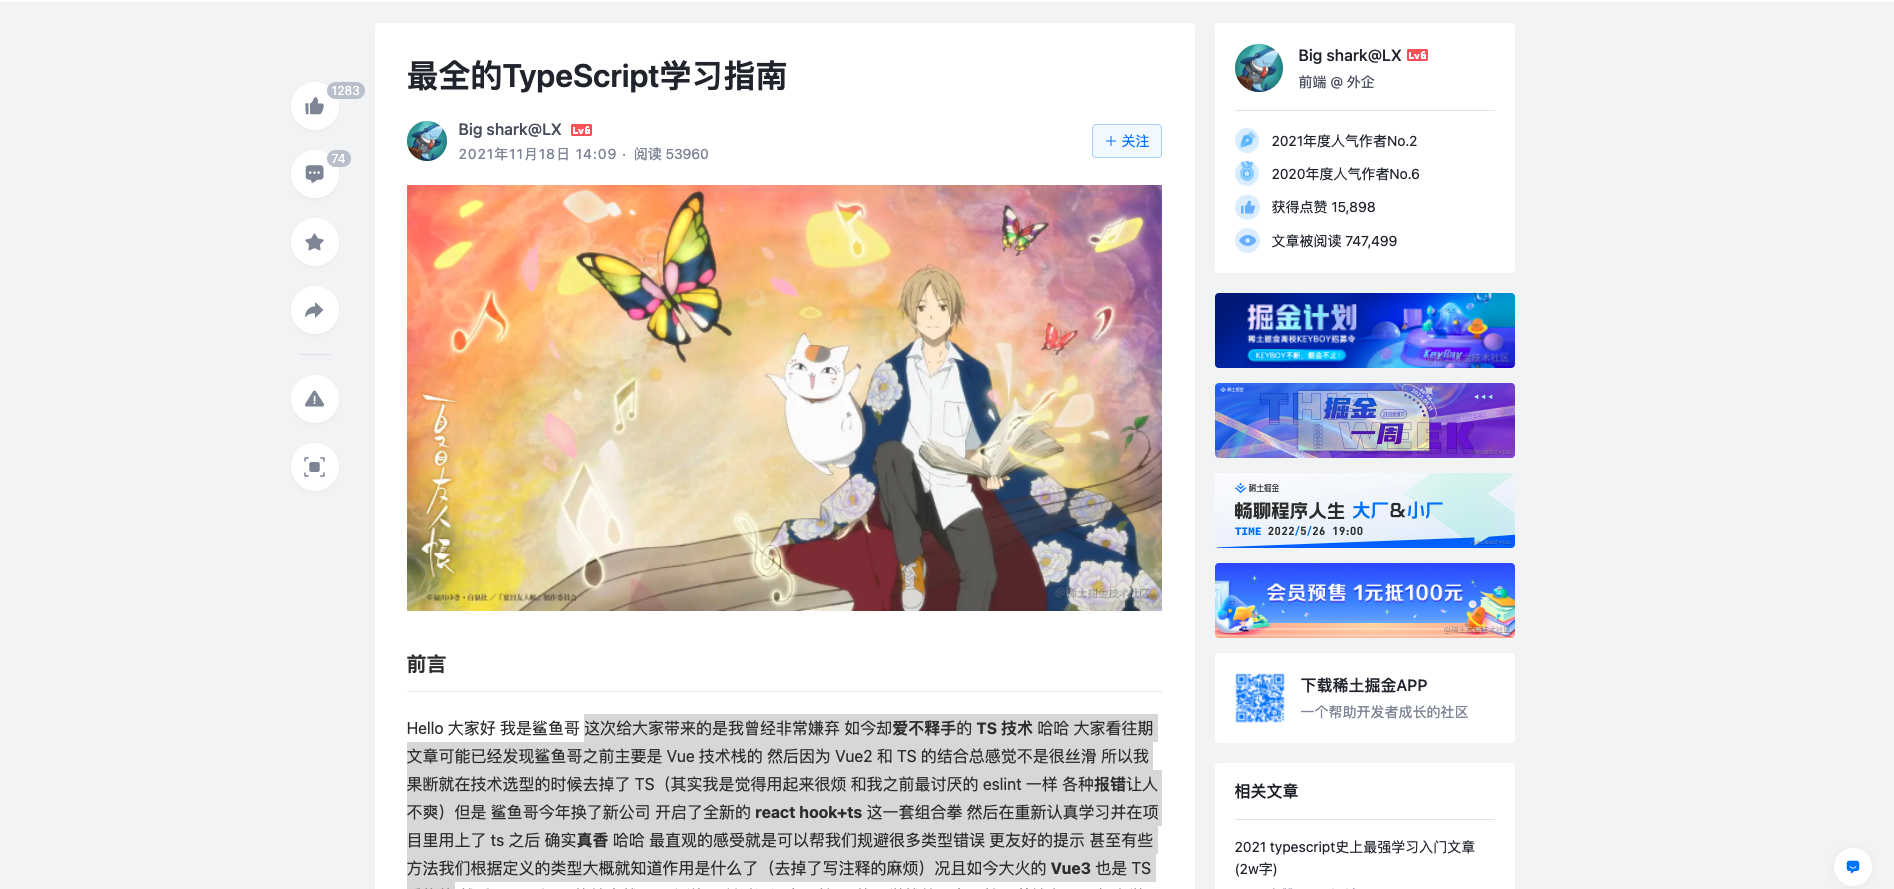 最全的TypeScript学习指南
Big shark@LX Lv6
2021年11月18日 14:09 · 阅读 53960
+ 关注
1283
74
夏目友人帐
@稀土掘金技术社区
前言
Hello 大家好 我是鲨鱼哥 这次给大家带来的是我曾经非常嫌弃 如今却爱不释手的 TS 技术 哈哈 大家看往期
文章可能已经发现鲨鱼哥之前主要是 Vue 技术栈的 然后因为 Vue2 和 TS 的结合总感觉不是很丝滑 所以我
果断就在技术选型的时候去掉了 TS（其实我是觉得用起来很烦 和我之前最讨厌的 eslint 一样 各种报错让人
不爽）但是 鲨鱼哥今年换了新公司 开启了全新的 react hook+ts 这一套组合拳 然后在重新认真学习并在项
目里用上了 ts 之后 确实真香 哈哈 最直观的感受就是可以帮我们规避很多类型错误 更友好的提示 甚至有些
方法我们根据定义的类型大概就知道作用是什么了（去掉了写注释的麻烦）况且如今大火的 Vue3 也是 TS
Big shark@LX Lv6
前端 @ 外企
2021年度人气作者No.2
2020年度人气作者No.6
获得点赞 15,898
文章被阅读 747,499
掘金计划
稀土掘金高校KEYBOY招募令
KEYBOY不断，掘金不止！
KeyBoy
稀土掘金
THE WEEK
掘金
一周
稀土掘金
畅聊程序人生 大厂&小厂
TIME 2022/5/26 19:00
会员预售 1元抵100元
下载稀土掘金APP
一个帮助开发者成长的社区
相关文章
2021 typescript史上最强学习入门文章
(2w字)